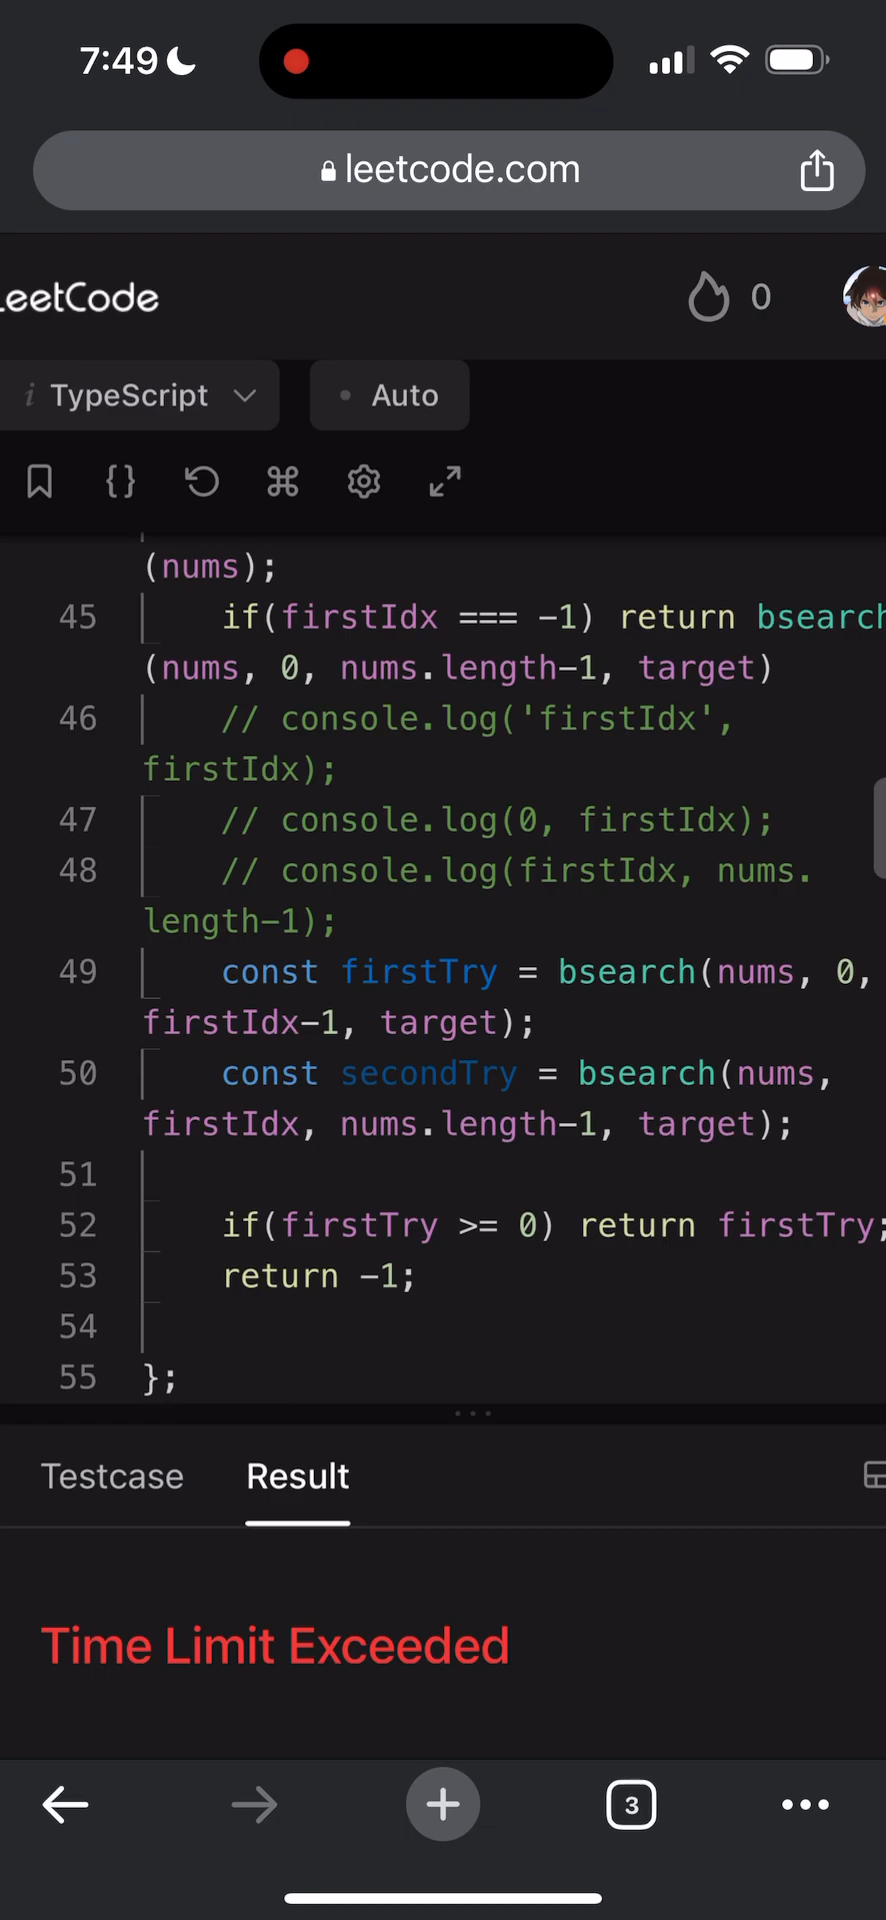 7:49
leetcode.com
LeetCode
0
TypeScript
Auto
(nums);
45 if(firstIdx === -1) return bsearch
(nums, 0, nums.length-1, target)
46 // console.log('firstIdx',
firstIdx);
47 // console.log(0, firstIdx);
48 // console.log(firstIdx, nums.
length-1);
49 const firstTry = bsearch(nums, 0,
firstIdx-1, target);
50 const secondTry = bsearch(nums,
firstIdx, nums.length-1, target);
51
52 if(firstTry >= 0) return firstTry;
53 return -1;
54
55 };
Testcase
Result
Time Limit Exceeded
3